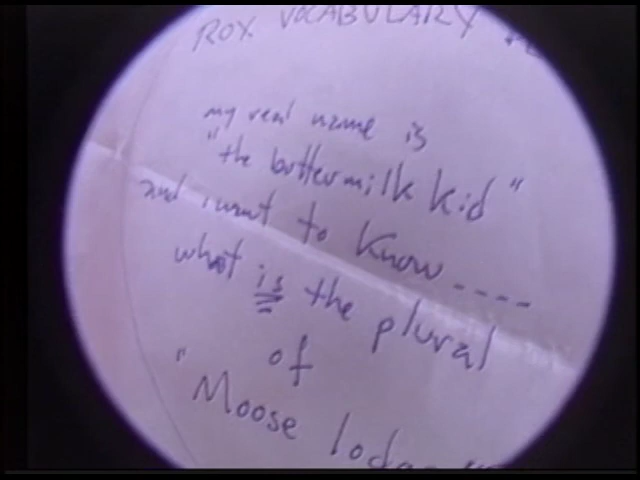 ROX VOCABULARY
my real name is
"the buttermilk kid"
and i want to know----
what is the plural
of
"Moose lodge"